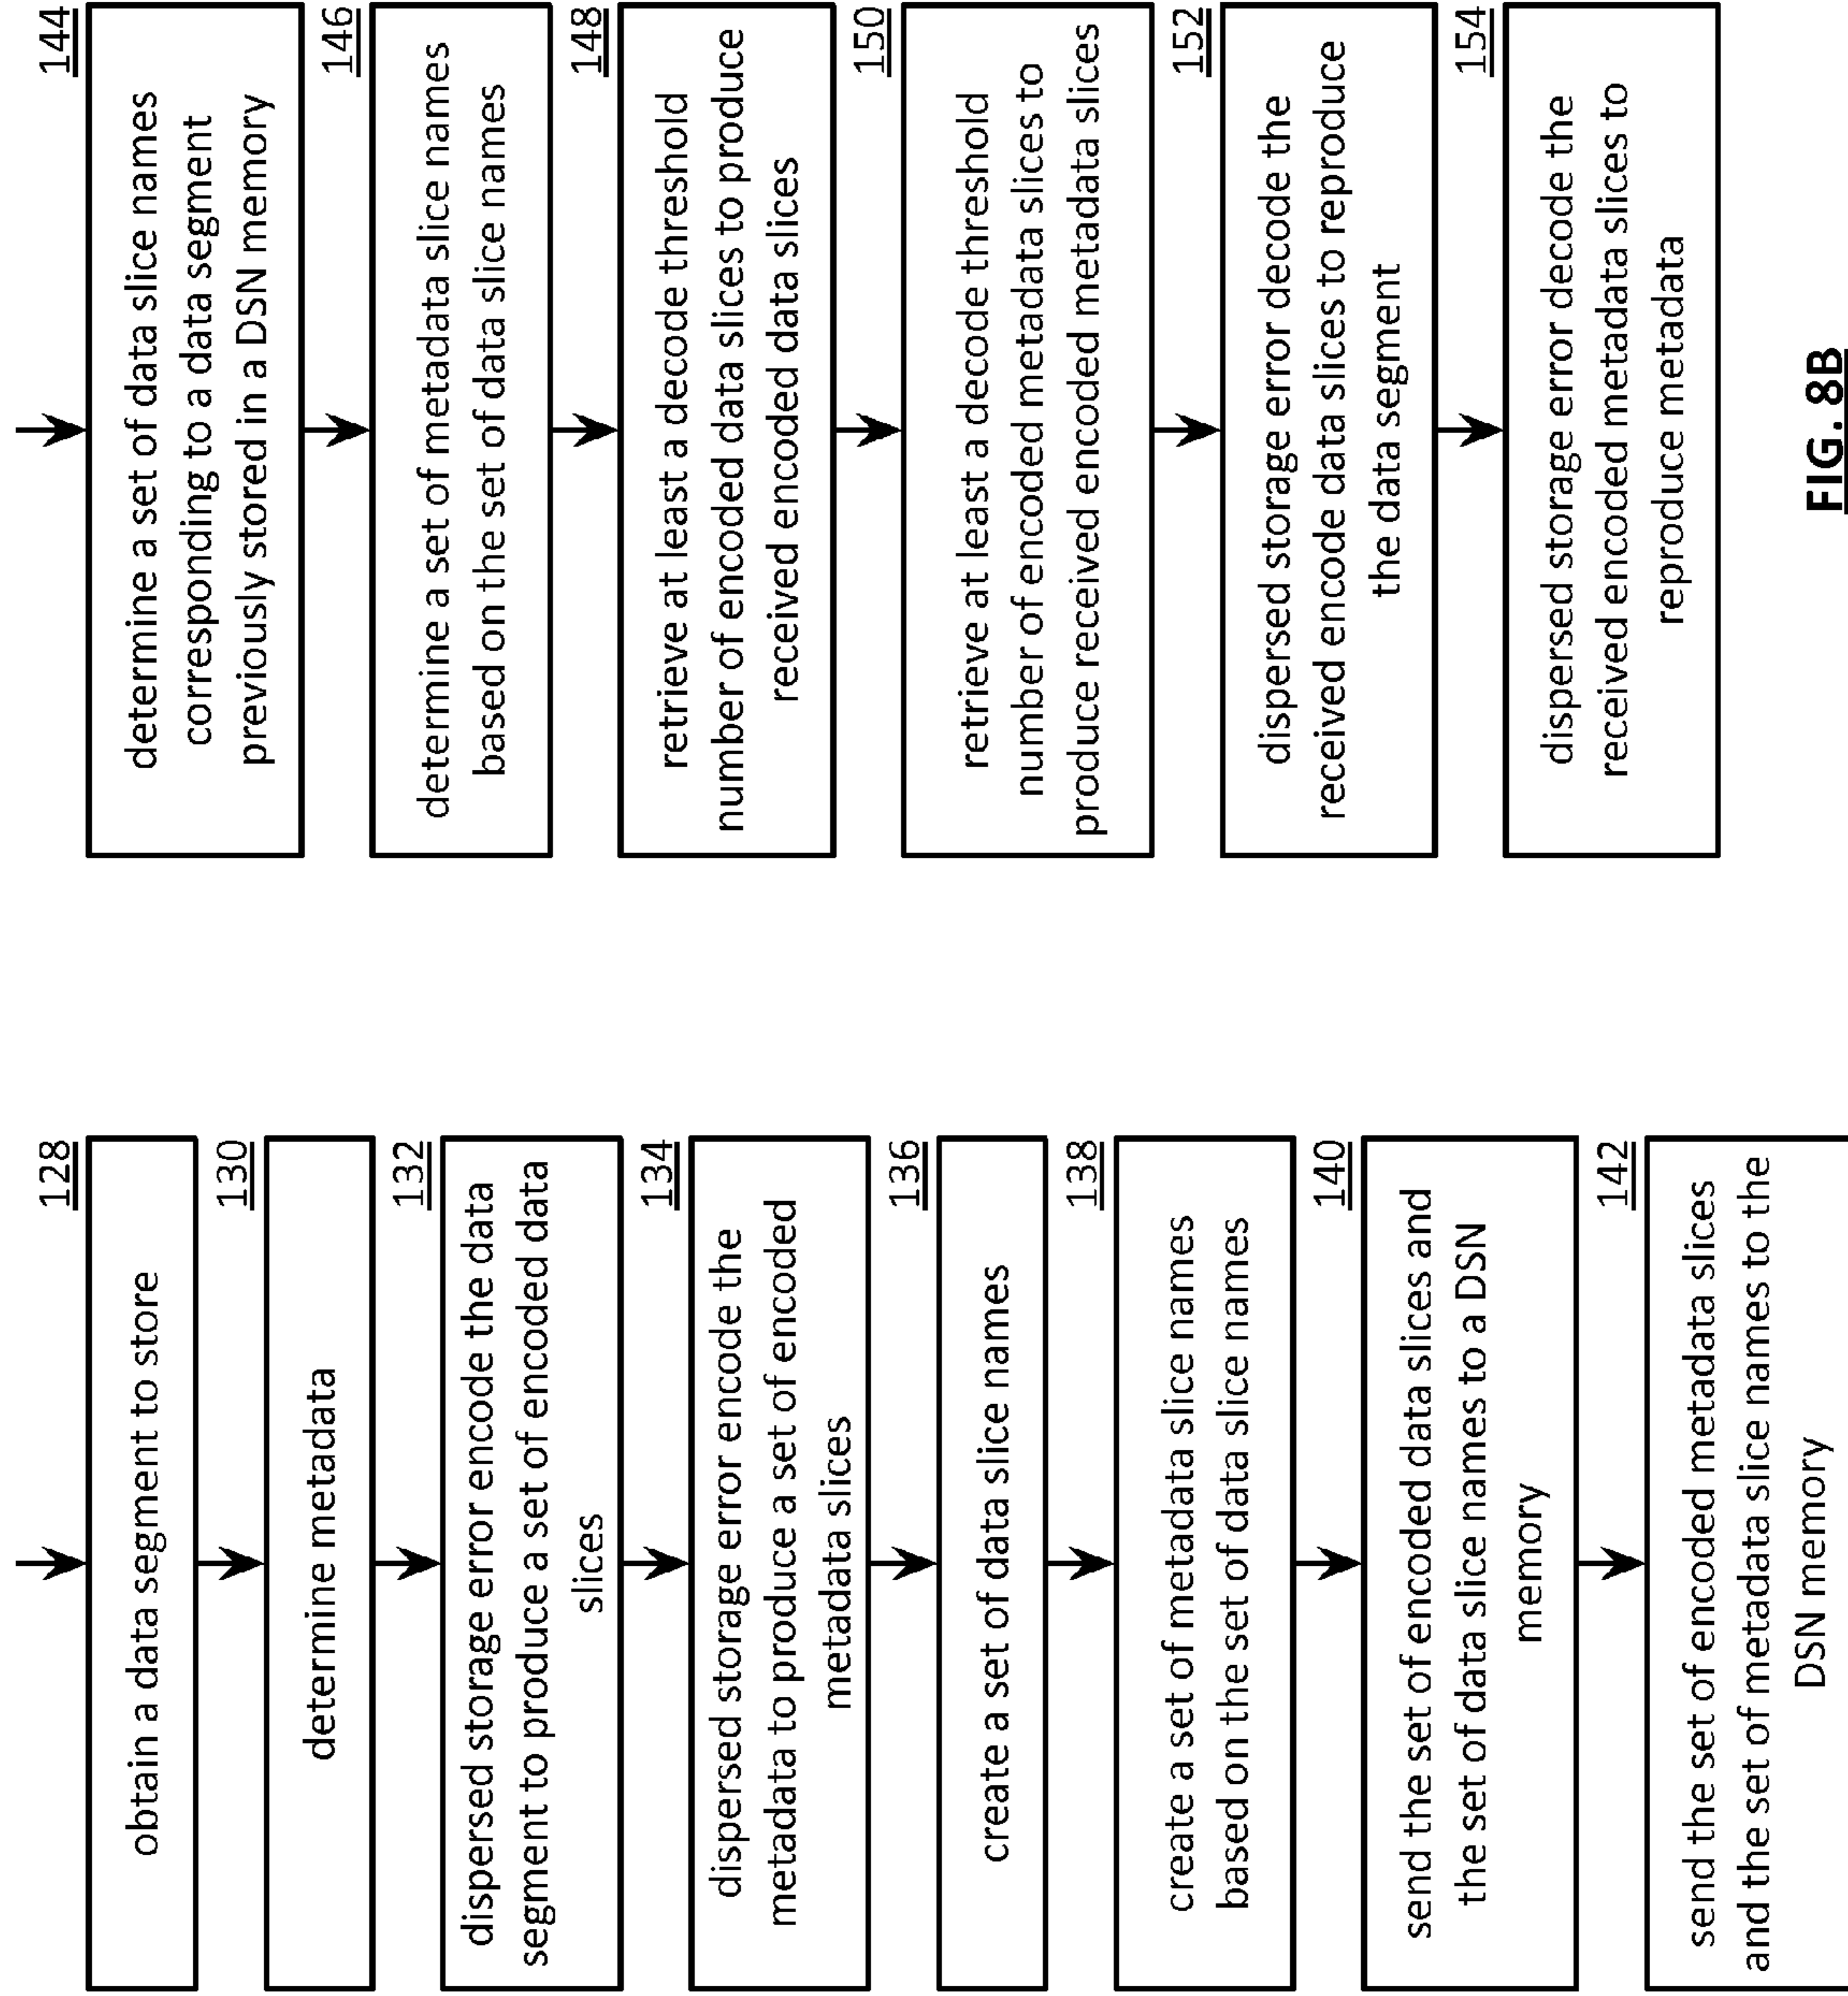 128
obtain a data segment to store
130
determine metadata
132
dispersed storage error encode the data
segment to produce a set of encoded data
slices
134
dispersed storage error encode the
metadata to produce a set of encoded
metadata slices
136
create a set of data slice names
138
create a set of metadata slice names
based on the set of data slice names
140
send the set of encoded data slices and
the set of data slice names to a DSN
memory
142
send the set of encoded metadata slices
and the set of metadata slice names to the
DSN memory
144
determine a set of data slice names
corresponding to a data segment
previously stored in a DSN memory
146
determine a set of metadata slice names
based on the set of data slice names
148
retrieve at least a decode threshold
number of encoded data slices to produce
received encoded data slices
150
retrieve at least a decode threshold
number of encoded metadata slices to
produce received encoded metadata slices
152
dispersed storage error decode the
received encode data slices to reproduce
the data segment
154
dispersed storage error decode the
received encoded metadata slices to
reproduce metadata
FIG. 8B